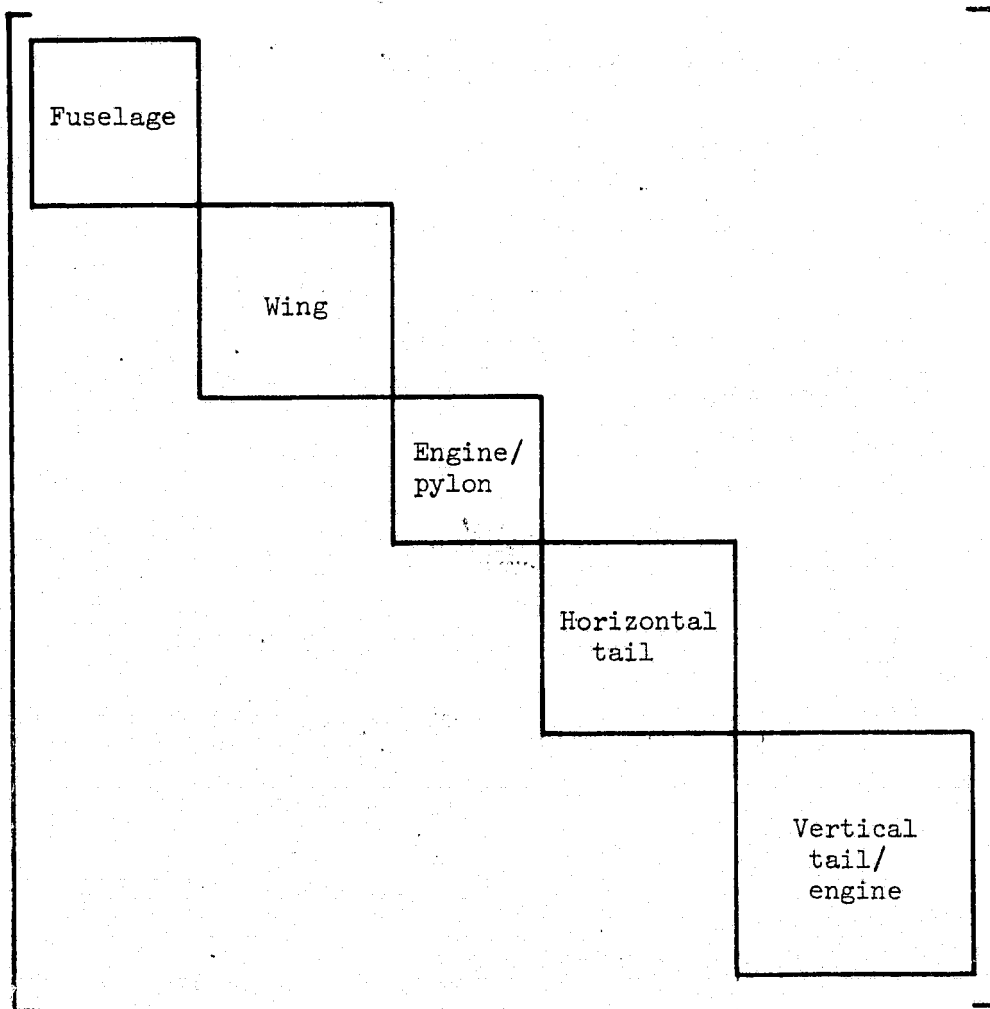 Fuselage
Wing
Engine/
pylon
Horizontal
tail
Vertical
tail/
engine